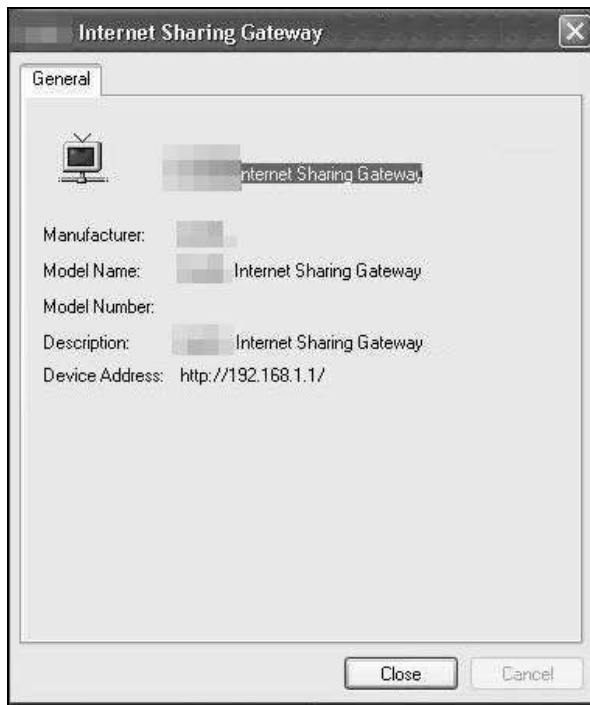 Internet Sharing Gateway
General
nternet Sharing Gateway
Manufacturer:
Model Name: Internet Sharing Gateway
Model Number:
Description: Internet Sharing Gateway
Device Address: http://192.168.1.1/
Close Cancel